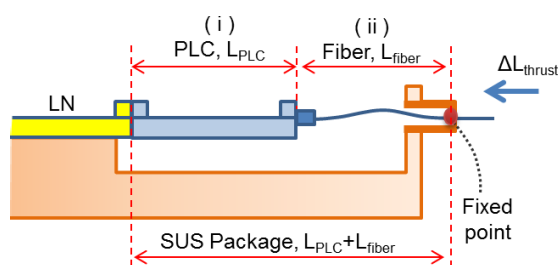 ( i )
PLC, L_PLC
( ii )
Fiber, L_fiber
ΔL_thrust
LN
Fixed
point
SUS Package, L_PLC+L_fiber